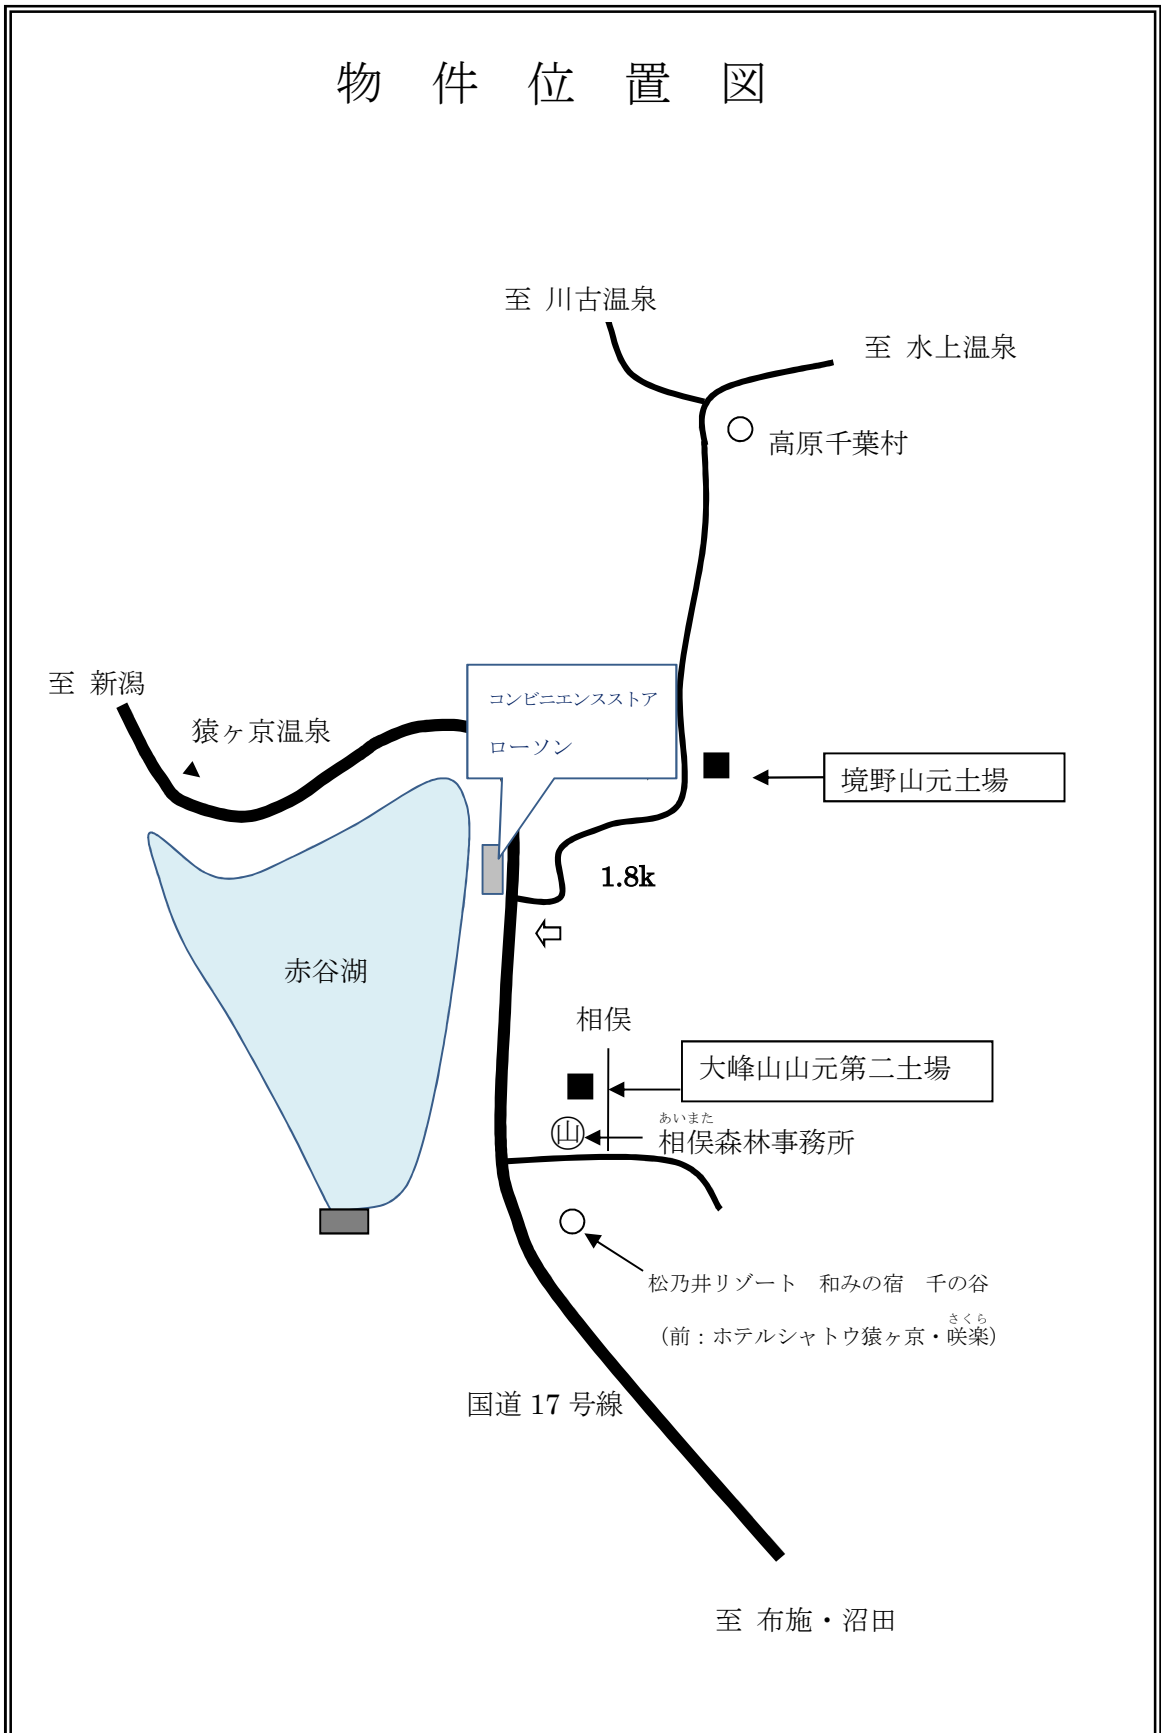 物 件 位 置 図
至 川古温泉
至 水上温泉
高原千葉村
至 新潟
猿ヶ京温泉
コンビニエンスストア
ローソン
境野山元土場
1.8k
赤谷湖
相俣
大峰山山元第二土場
あいまた
山
相俣森林事務所
松乃井リゾート 和みの宿 千の谷
さくら
(前：ホテルシャトウ猿ヶ京・咲楽)
国道 17 号線
至 布施・沼田